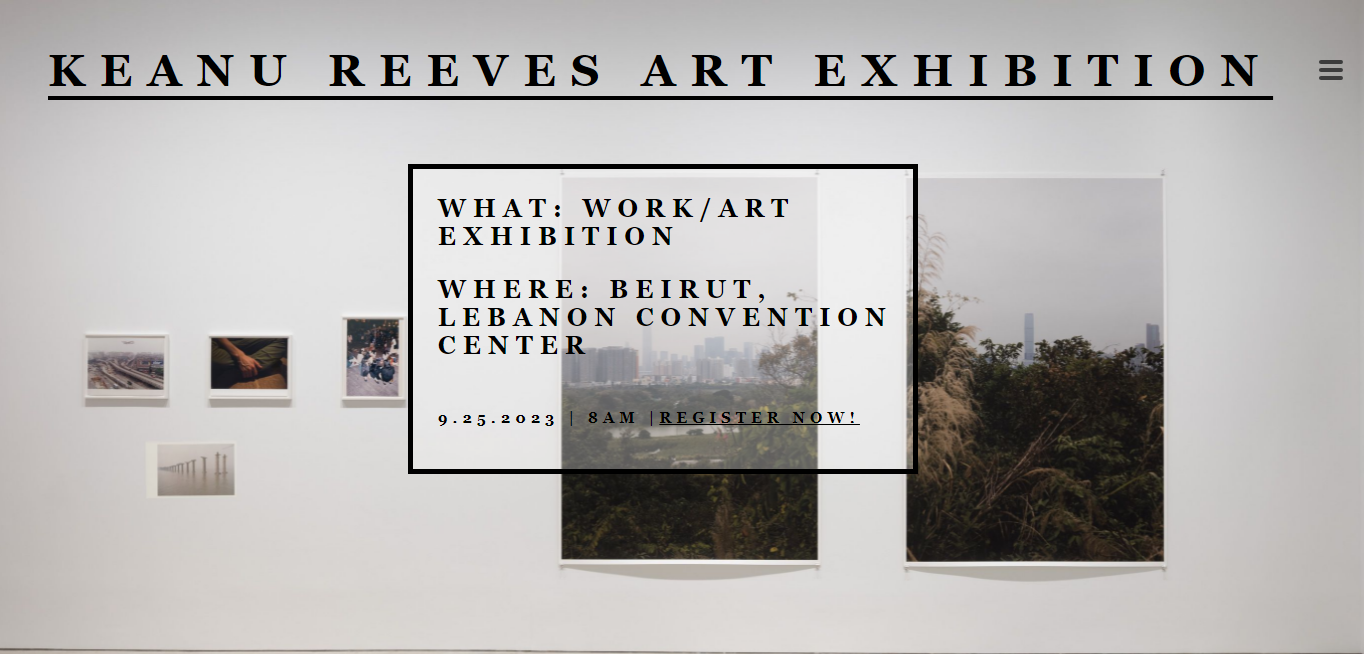 KEANU REEVES ART EXHIBITION
WHAT: WORK/ART
EXHIBITION
WHERE: BEIRUT,
LEBANON CONVENTION
CENTER
9.25.2023 | 8AM |REGISTER NOW!